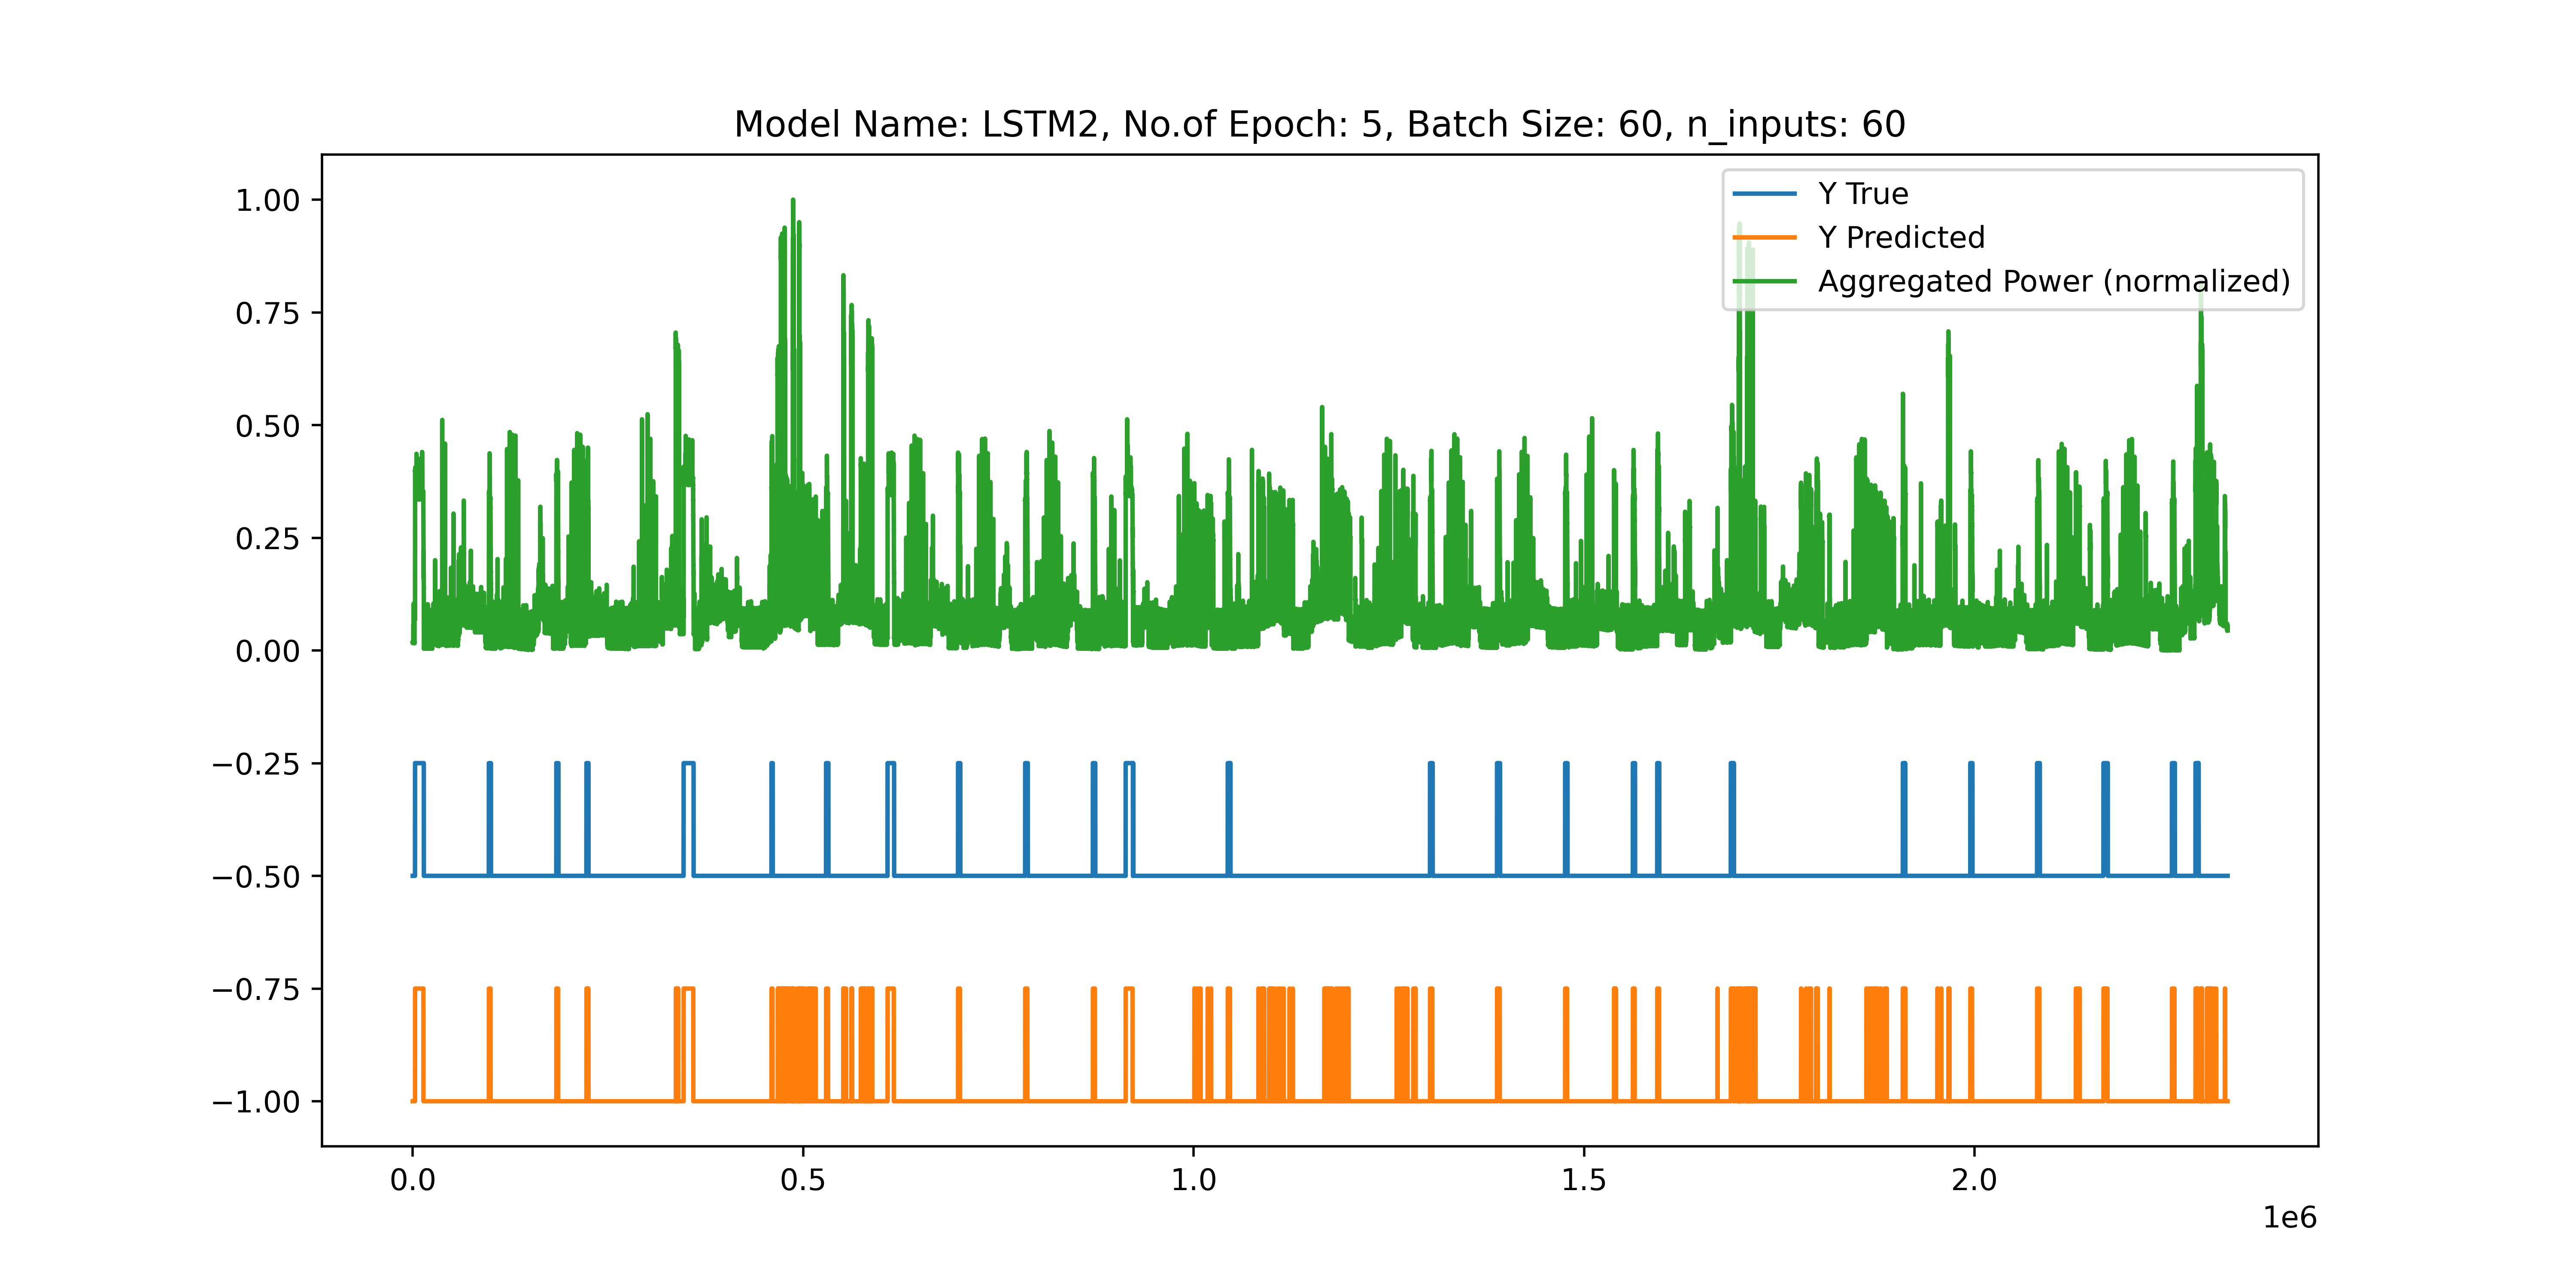 Model Name: LSTM2, No.of Epoch: 5, Batch Size: 60, n_inputs: 60
Y True
Y Predicted
Aggregated Power (normalized)
1.00
0.75
0.50
0.25
0.00
−0.25
−0.50
−0.75
−1.00
0.0 0.5 1.0 1.5 2.0
1e6